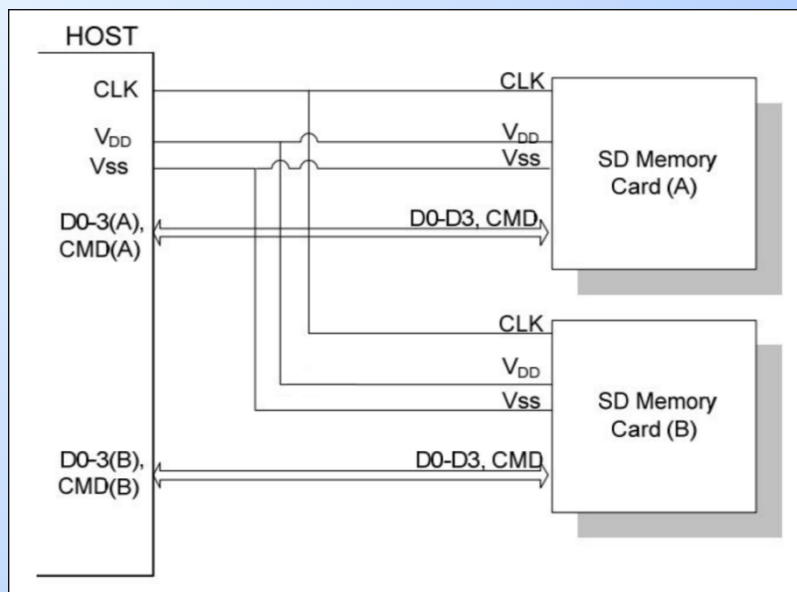 HOST
CLK
CLK
VDD
VDD
Vss
Vss
SD Memory
Card (A)
D0-3(A),
CMD(A)
D0-D3, CMD
CLK
VDD
Vss
SD Memory
Card (B)
D0-3(B),
CMD(B)
D0-D3, CMD